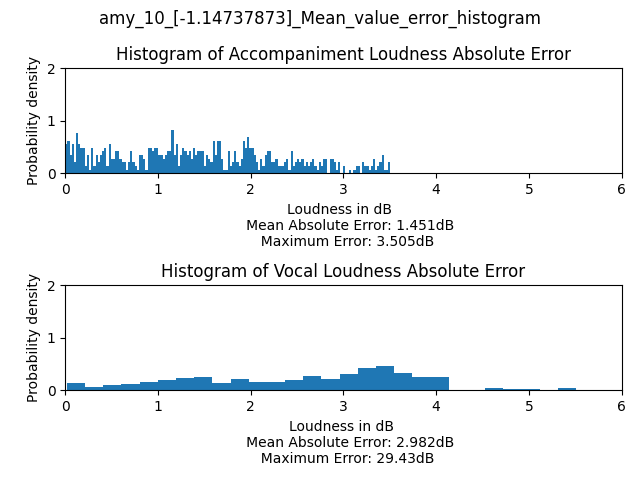 amy_10_[-1.14737873]_Mean_value_error_histogram
Histogram of Accompaniment Loudness Absolute Error
Probability density
2
1
0
0 1 2 3 4 5 6
Loudness in dB
Mean Absolute Error: 1.451dB
Maximum Error: 3.505dB
Histogram of Vocal Loudness Absolute Error
Probability density
2
1
0
0 1 2 3 4 5 6
Loudness in dB
Mean Absolute Error: 2.982dB
Maximum Error: 29.43dB